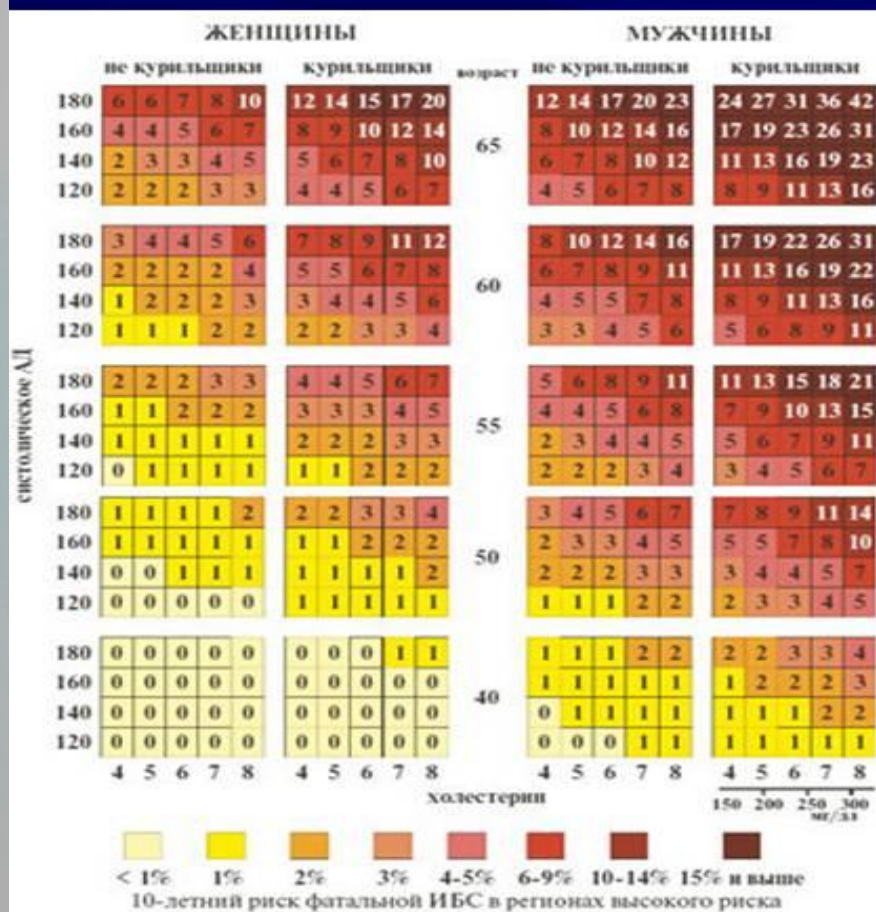 ЖЕНЩИНЫ МУЖЧИНЫ
не курильщики курильщики возраст не курильщики курильщики
180 6 6 7 8 10 12 14 15 17 20 12 14 17 20 23 24 27 31 36 42
160 4 4 5 6 7 8 9 10 12 14 8 10 12 14 16 17 19 23 26 31
65
140 2 3 3 4 5 5 6 7 8 10 6 7 8 10 12 11 13 16 19 23
120 2 2 2 3 3 4 4 5 6 7 4 5 6 7 8 8 9 11 13 16
180 3 4 4 5 6 7 8 9 11 12 8 10 12 14 16 17 19 22 26 31
160 2 2 2 2 4 5 5 6 7 8 6 7 8 9 11 11 13 16 19 22
60
140 1 2 2 2 3 3 4 4 5 6 4 5 5 7 8 8 9 11 13 16
120 1 1 1 2 2 2 2 3 3 4 3 3 4 5 6 5 6 8 9 11
систолическое АД
180 2 2 2 3 3 4 4 5 6 7 5 6 8 9 11 11 13 15 18 21
160 1 1 2 2 2 3 3 3 4 5 4 4 5 6 8 7 9 10 13 15
55
140 1 1 1 1 1 2 2 2 3 3 2 3 4 4 5 5 6 7 9 11
120 0 1 1 1 1 1 1 2 2 2 2 2 2 3 4 3 4 5 6 7
180 1 1 1 1 2 2 2 3 3 4 3 4 5 6 7 7 8 9 11 14
160 1 1 1 1 1 1 1 2 2 2 2 3 3 4 5 5 5 7 8 10
50
140 0 0 1 1 1 1 1 1 1 2 2 2 2 3 3 3 4 4 5 7
120 0 0 0 0 0 1 1 1 1 1 1 1 1 2 2 2 3 3 4 5
180 0 0 0 0 0 0 0 0 1 1 1 1 1 2 2 2 2 3 3 4
160 0 0 0 0 0 0 0 0 0 0 1 1 1 1 1 1 2 2 2 3
40
140 0 0 0 0 0 0 0 0 0 0 0 1 1 1 1 1 1 1 2 2
120 0 0 0 0 0 0 0 0 0 0 0 0 0 1 1 1 1 1 1 1
4 5 6 7 8 4 5 6 7 8 4 5 6 7 8 4 5 6 7 8
холестерин
150 200 250 300
мг/дл
< 1% 1% 2% 3% 4-5% 6-9% 10-14% 15% и выше
10-летний риск фатальной ИБС в регионах высокого риска